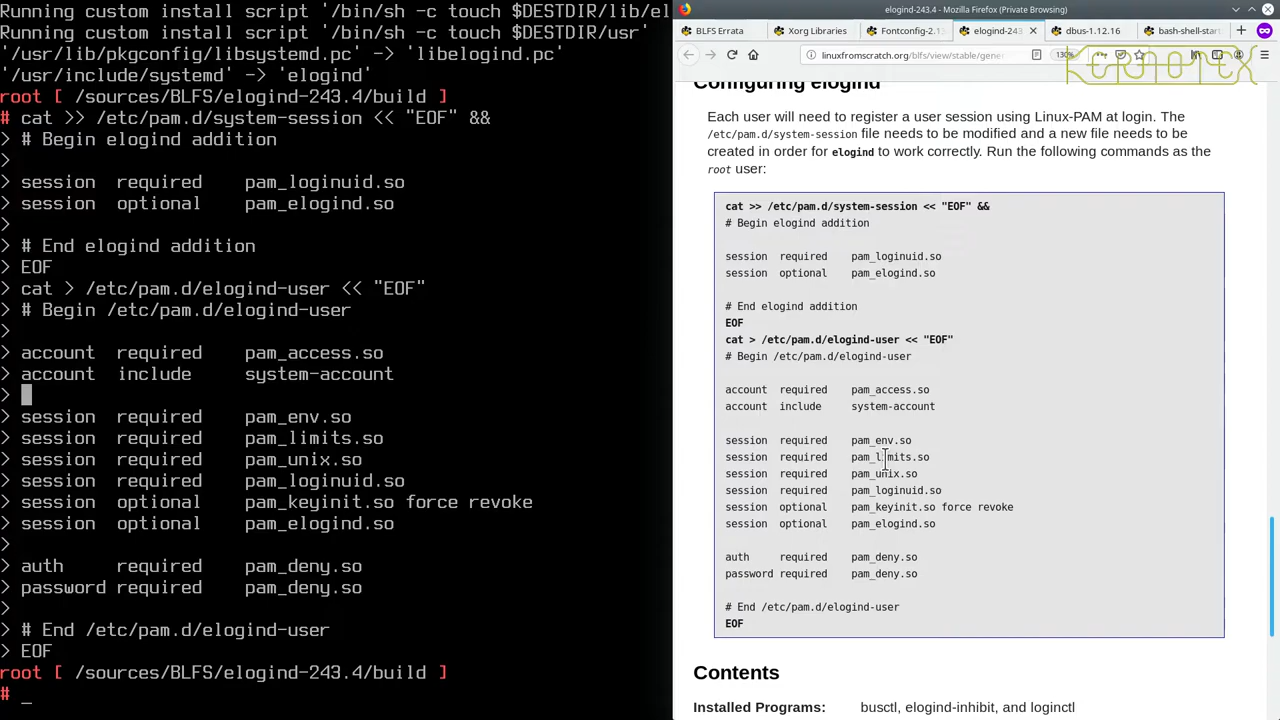 Running custom install script '/bin/sh -c touch $DESTDIR/lib/el
Running custom install script '/bin/sh -c touch $DESTDIR/usr'
'/usr/lib/pkgconfig/libsystemd.pc' -> 'libelogind.pc'
'/usr/include/systemd' -> 'elogind'
root [ /sources/BLFS/elogind-243.4/build ]
# cat >> /etc/pam.d/system-session << "EOF" &&
> # Begin elogind addition
>
> session  required    pam_loginuid.so
> session  optional    pam_elogind.so
>
> # End elogind addition
> EOF
> cat > /etc/pam.d/elogind-user << "EOF"
> # Begin /etc/pam.d/elogind-user
>
> account  required    pam_access.so
> account  include     system-account
>
> session  required    pam_env.so
> session  required    pam_limits.so
> session  required    pam_unix.so
> session  required    pam_loginuid.so
> session  optional    pam_keyinit.so force revoke
> session  optional    pam_elogind.so
>
> auth     required    pam_deny.so
> password required    pam_deny.so
>
> # End /etc/pam.d/elogind-user
> EOF
root [ /sources/BLFS/elogind-243.4/build ]
# _
elogind-243.4 - Mozilla Firefox (Private Browsing)
BLFS Errata
Xorg Libraries
Fontconfig-2.1
elogind-243
dbus-1.12.16
bash-shell-star
linuxfromscratch.org/blfs/view/stable/gener
130%
Configuring elogind
Each user will need to register a user session using Linux-PAM at login. The
/etc/pam.d/system-session file needs to be modified and a new file needs to be
created in order for elogind to work correctly. Run the following commands as the
root user:
cat >> /etc/pam.d/system-session << "EOF" &&
# Begin elogind addition
session  required    pam_loginuid.so
session  optional    pam_elogind.so
# End elogind addition
EOF
cat > /etc/pam.d/elogind-user << "EOF"
# Begin /etc/pam.d/elogind-user
account  required    pam_access.so
account  include     system-account
session  required    pam_env.so
session  required    pam_limits.so
session  required    pam_unix.so
session  required    pam_loginuid.so
session  optional    pam_keyinit.so force revoke
session  optional    pam_elogind.so
auth     required    pam_deny.so
password required    pam_deny.so
# End /etc/pam.d/elogind-user
EOF
Contents
Installed Programs: busctl, elogind-inhibit, and loginctl